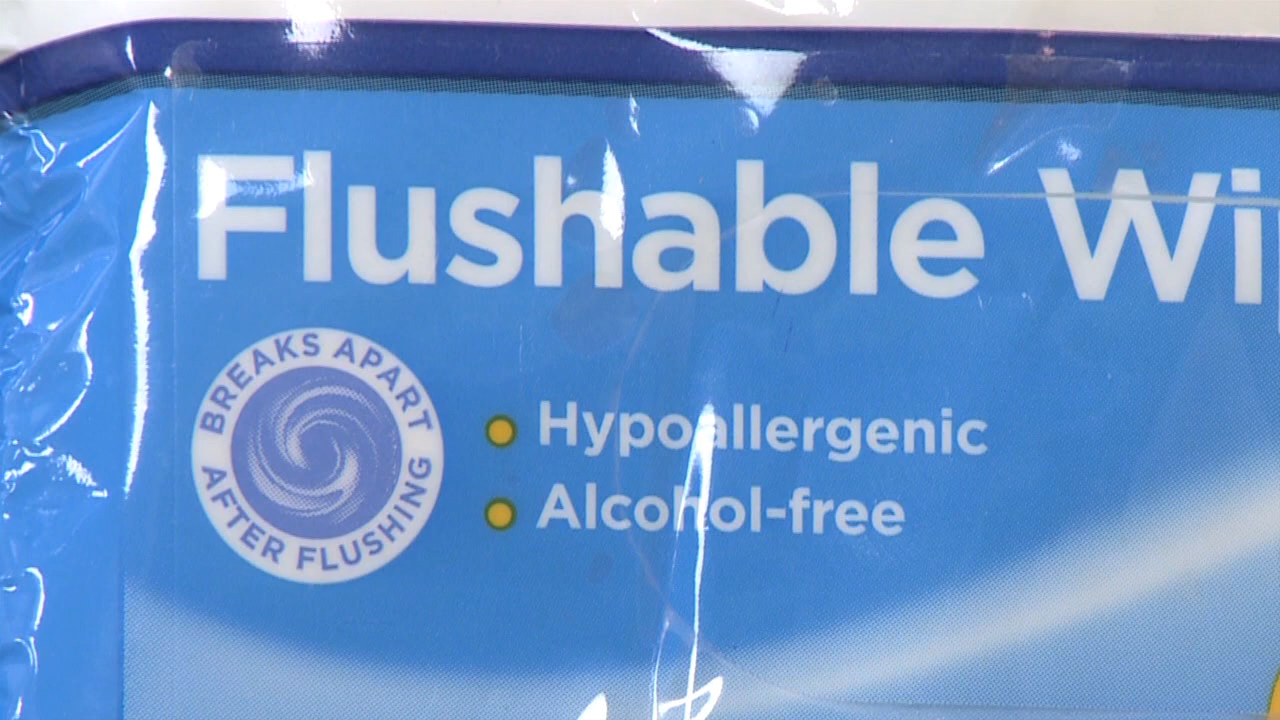 Flushable Wi
BREAKS APART
AFTER FLUSHING
Hypoallergenic
Alcohol-free